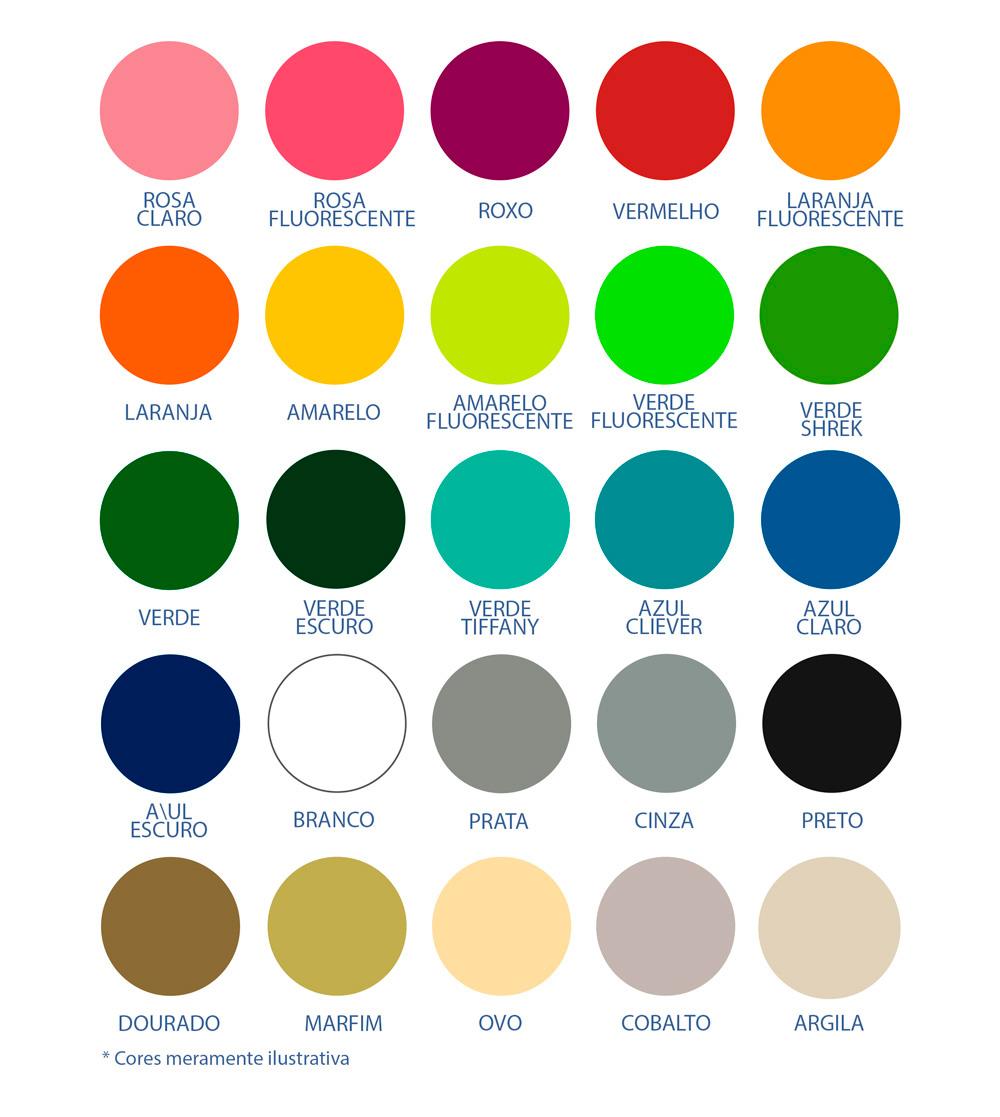 ROSA
CLARO
ROSA
FLUORESCENTE
ROXO
VERMELHO
LARANJA
FLUORESCENTE
LARANJA
AMARELO
AMARELO
FLUORESCENTE
VERDE
FLUORESCENTE
VERDE
SHREK
VERDE
VERDE
ESCURO
VERDE
TIFFANY
AZUL
CLIEVER
AZUL
CLARO
A\UL
ESCURO
BRANCO
PRATA
CINZA
PRETO
DOURADO
MARFIM
OVO
COBALTO
ARGILA
* Cores meramente ilustrativa